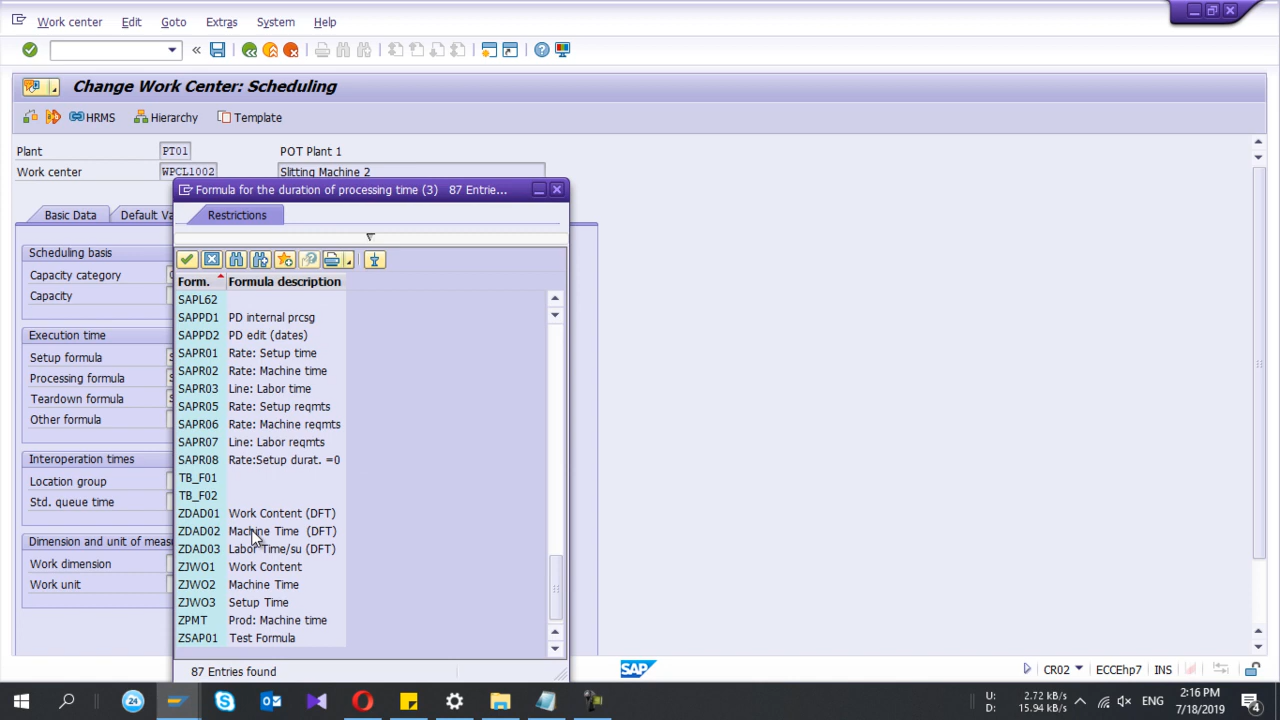 Work center Edit Goto Extras System Help
Change Work Center: Scheduling
HRMS Hierarchy Template
Plant PT01 POT Plant 1
Work center WPCL1002 Slitting Machine 2
Formula for the duration of processing time (3) 87 Entrie...
Restrictions
Basic Data Default Va
Scheduling basis
Capacity category
Capacity
Execution time
Setup formula
Processing formula
Teardown formula
Other formula
Interoperation times
Location group
Std. queue time
Dimension and unit of measu
Work dimension
Work unit
Form. Formula description
SAPL62
SAPPD1 PD internal prcsg
SAPPD2 PD edit (dates)
SAPR01 Rate: Setup time
SAPR02 Rate: Machine time
SAPR03 Line: Labor time
SAPR05 Rate: Setup reqmts
SAPR06 Rate: Machine reqmts
SAPR07 Line: Labor reqmts
SAPR08 Rate:Setup durat. =0
TB_F01
TB_F02
ZDAD01 Work Content (DFT)
ZDAD02 Machine Time (DFT)
ZDAD03 Labor Time/su (DFT)
ZJWO1 Work Content
ZJWO2 Machine Time
ZJWO3 Setup Time
ZPMT Prod: Machine time
ZSAP01 Test Formula
87 Entries found
SAP
CR02 ECCEhp7 INS
24
U: 2.72 kB/s
D: 15.94 kB/s
ENG
2:16 PM
7/18/2019
4